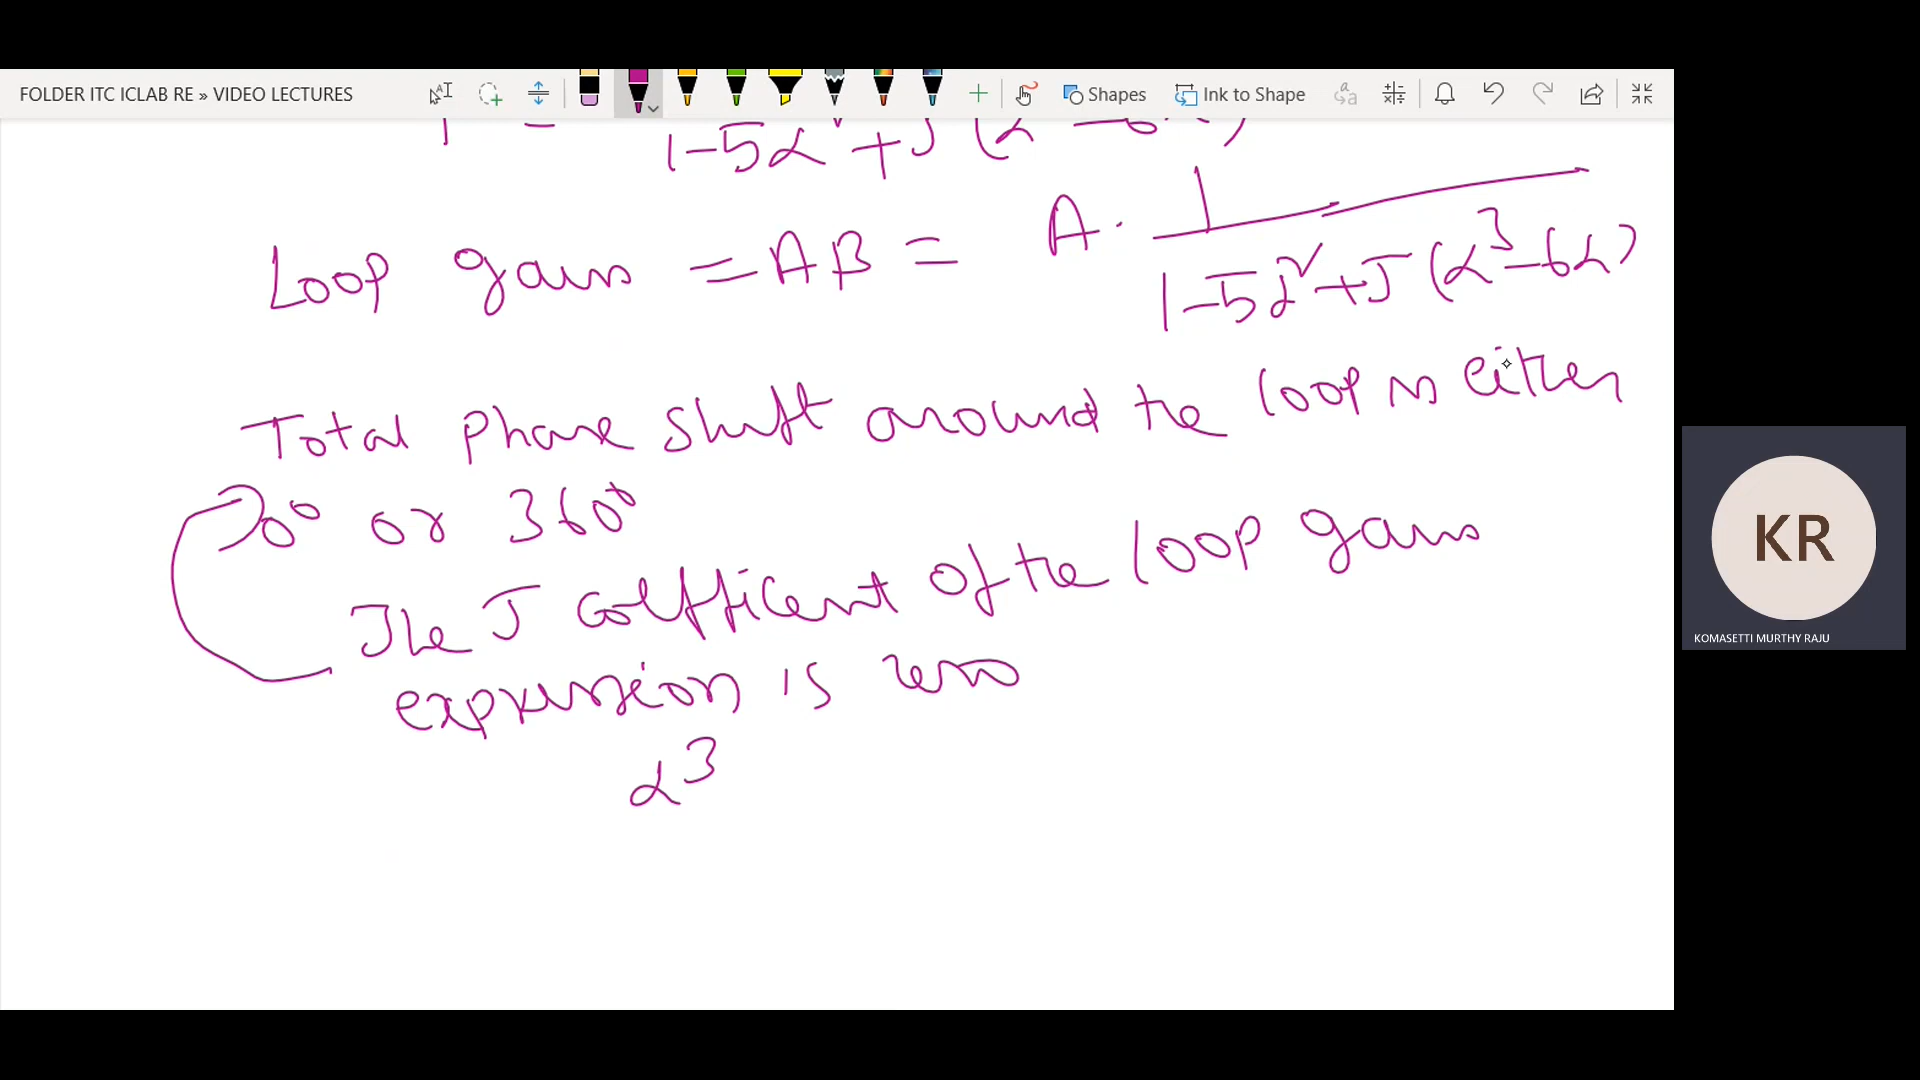 FOLDER ITC ICLAB RE » VIDEO LECTURES
Shapes
Ink to Shape
1-5α² + J (α³-6α)
Loop gain = Aβ = A. 1 / 1-5α²+J (α³-6α)
Total phase shift around the loop is either
0° or 360°
The J coefficient of the loop gain
expression is zero
α³
KR
KOMASETTI MURTHY RAJU